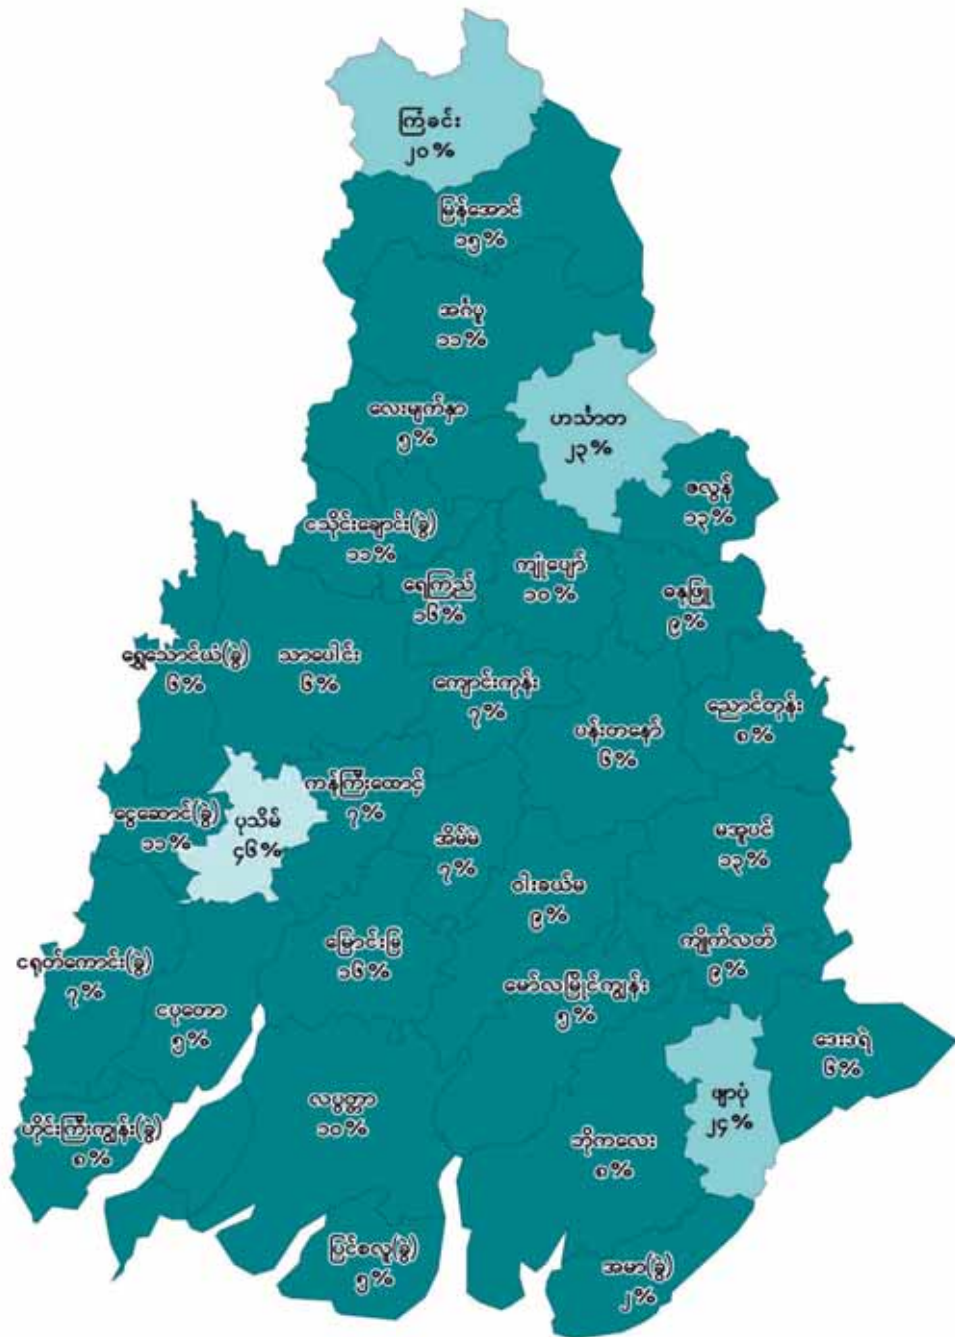 ကြံခင်း
၂၀%
မြန်အောင်
၁၅%
အင်္ဂပူ
၁၁%
လေးမျက်နှာ
၅%
ဟင်္သာတ
၂၃%
ဇလွန်
၁၃%
ငသိုင်းချောင်း(ခွဲ)
၁၁%
ရေကြည်
၁၆%
ကျုံပျော်
၁၀%
ဓနုဖြူ
၉%
ရွှေသောင်ယံ(ခွဲ)
၆%
သာပေါင်း
၆%
ကျောင်းကုန်း
၇%
ပန်းတနော်
၆%
ညောင်တုန်း
၈%
ငွေဆောင်(ခွဲ)
၁၁%
ပုသိမ်
၄၆%
ကန်ကြီးထောင့်
၇%
အိမ်မဲ
၇%
ဝါးခယ်မ
၉%
မအူပင်
၁၃%
ငရုတ်ကောင်း(ခွဲ)
၇%
ငပုတော
၅%
မြောင်းမြ
၁၆%
မော်လမြိုင်ကျွန်း
၅%
ကျိုက်လတ်
၉%
ဒေးဒရဲ
၆%
ဟိုင်းကြီးကျွန်း(ခွဲ)
၈%
လပွတ္တာ
၁၀%
ဘိုကလေး
၈%
ဖျာပုံ
၂၄%
ပြင်စလူ(ခွဲ)
၅%
အမာ(ခွဲ)
၂%